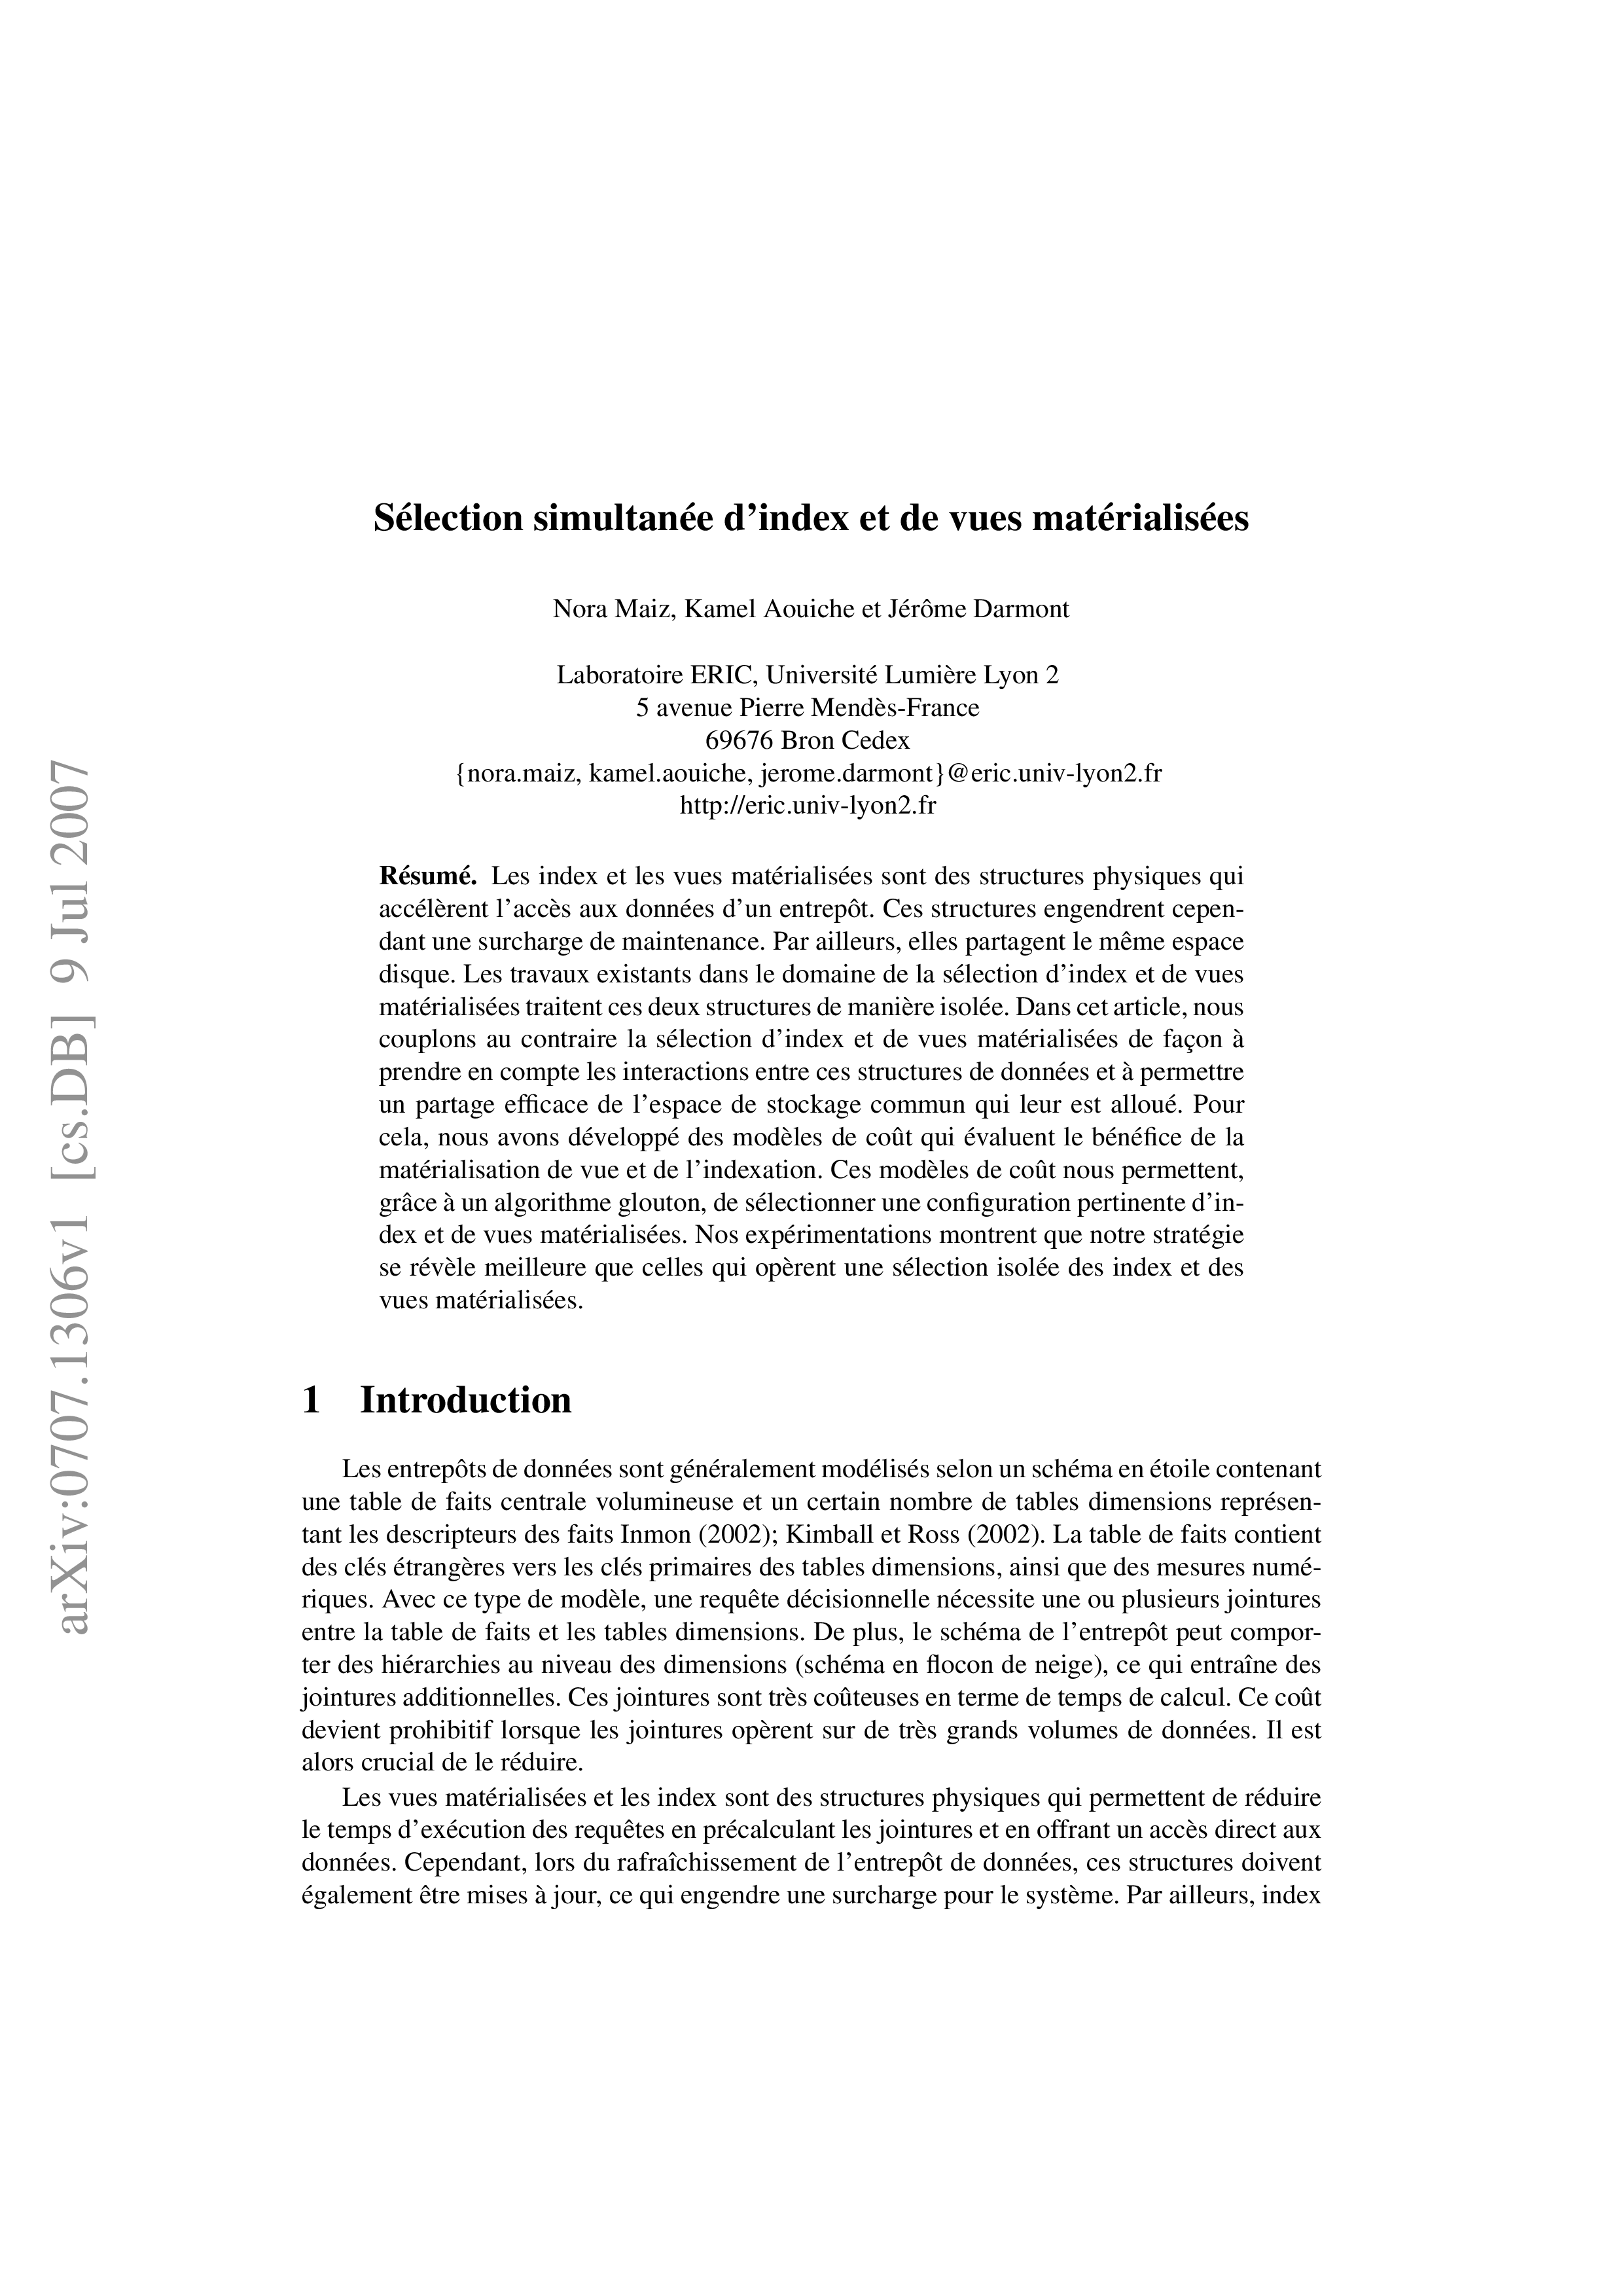 Sélection simultanée d'index et de vues matérialisées
Nora Maiz, Kamel Aouiche et Jérôme Darmont
Laboratoire ERIC, Université Lumière Lyon 2
5 avenue Pierre Mendès-France
69676 Bron Cedex
{nora.maiz, kamel.aouiche, jerome.darmont}@eric.univ-lyon2.fr
http://eric.univ-lyon2.fr
Résumé. Les index et les vues matérialisées sont des structures physiques qui
accélèrent l'accès aux données d'un entrepôt. Ces structures engendrent cepen-
dant une surcharge de maintenance. Par ailleurs, elles partagent le même espace
disque. Les travaux existants dans le domaine de la sélection d'index et de vues
matérialisées traitent ces deux structures de manière isolée. Dans cet article, nous
couplons au contraire la sélection d'index et de vues matérialisées de façon à
prendre en compte les interactions entre ces structures de données et à permettre
un partage efficace de l'espace de stockage commun qui leur est alloué. Pour
cela, nous avons développé des modèles de coût qui évaluent le bénéfice de la
matérialisation de vue et de l'indexation. Ces modèles de coût nous permettent,
grâce à un algorithme glouton, de sélectionner une configuration pertinente d'in-
dex et de vues matérialisées. Nos expérimentations montrent que notre stratégie
se révèle meilleure que celles qui opèrent une sélection isolée des index et des
vues matérialisées.
1 Introduction
Les entrepôts de données sont généralement modélisés selon un schéma en étoile contenant
une table de faits centrale volumineuse et un certain nombre de tables dimensions représen-
tant les descripteurs des faits Inmon (2002); Kimball et Ross (2002). La table de faits contient
des clés étrangères vers les clés primaires des tables dimensions, ainsi que des mesures numé-
riques. Avec ce type de modèle, une requête décisionnelle nécessite une ou plusieurs jointures
entre la table de faits et les tables dimensions. De plus, le schéma de l'entrepôt peut compor-
ter des hiérarchies au niveau des dimensions (schéma en flocon de neige), ce qui entraîne des
jointures additionnelles. Ces jointures sont très coûteuses en terme de temps de calcul. Ce coût
devient prohibitif lorsque les jointures opèrent sur de très grands volumes de données. Il est
alors crucial de le réduire.
Les vues matérialisées et les index sont des structures physiques qui permettent de réduire
le temps d'exécution des requêtes en précalculant les jointures et en offrant un accès direct aux
données. Cependant, lors du rafraîchissement de l'entrepôt de données, ces structures doivent
également être mises à jour, ce qui engendre une surcharge pour le système. Par ailleurs, index
arXiv:0707.1306v1 [cs.DB] 9 Jul 2007